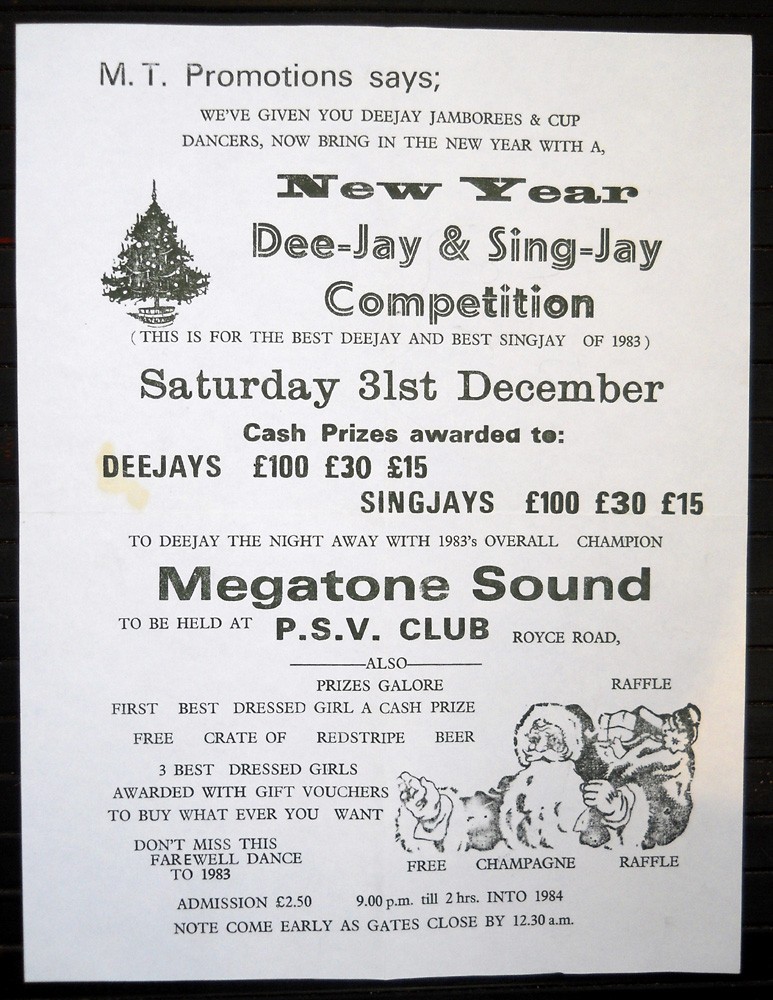 M. T. Promotions says;
WE'VE GIVEN YOU DEEJAY JAMBOREES & CUP
DANCERS, NOW BRING IN THE NEW YEAR WITH A,
New Year
Dee-Jay & Sing-Jay
Competition
(THIS IS FOR THE BEST DEEJAY AND BEST SINGJAY OF 1983)
Saturday 31st December
Cash Prizes awarded to:
DEEJAYS £100 £30 £15
SINGJAYS £100 £30 £15
TO DEEJAY THE NIGHT AWAY WITH 1983's OVERALL CHAMPION
Megatone Sound
TO BE HELD AT P.S.V. CLUB ROYCE ROAD,
ALSO
PRIZES GALORE
RAFFLE
FIRST BEST DRESSED GIRL A CASH PRIZE
FREE CRATE OF REDSTRIPE BEER
3 BEST DRESSED GIRLS
AWARDED WITH GIFT VOUCHERS
TO BUY WHAT EVER YOU WANT
DON'T MISS THIS
FAREWELL DANCE
TO 1983
FREE CHAMPAGNE RAFFLE
ADMISSION £2.50 9.00 p.m. till 2 hrs. INTO 1984
NOTE COME EARLY AS GATES CLOSE BY 12.30 a.m.